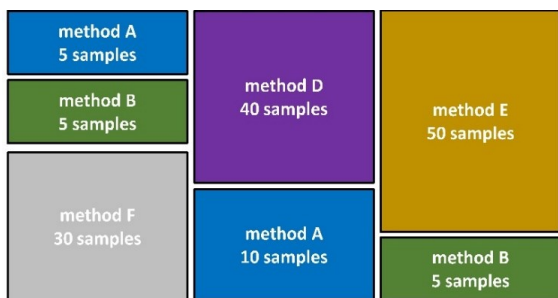 method A
5 samples
method B
5 samples
method F
30 samples
method D
40 samples
method A
10 samples
method E
50 samples
method B
5 samples